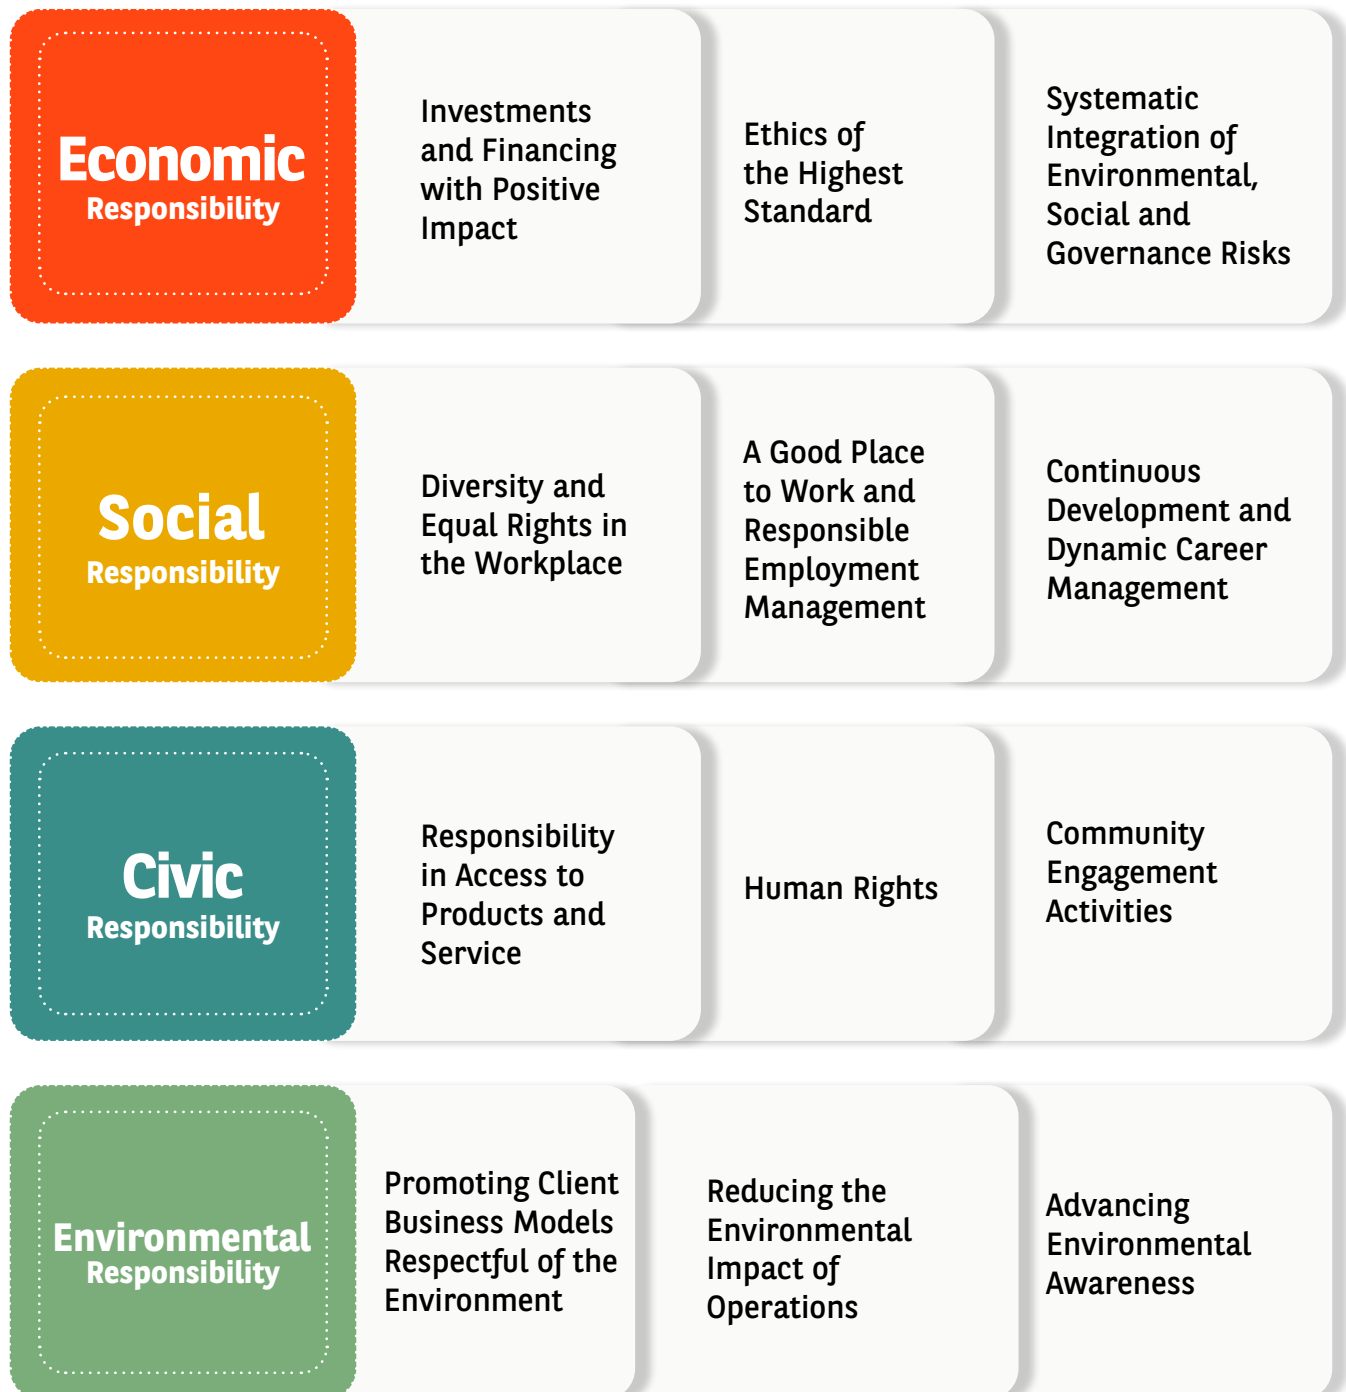 Economic
Responsibility
Investments
and Financing
with Positive
Impact
Ethics of
the Highest
Standard
Systematic
Integration of
Environmental,
Social and
Governance Risks
Social
Responsibility
Diversity and
Equal Rights in
the Workplace
A Good Place
to Work and
Responsible
Employment
Management
Continuous
Development and
Dynamic Career
Management
Civic
Responsibility
Responsibility
in Access to
Products and
Service
Human Rights
Community
Engagement
Activities
Environmental
Responsibility
Promoting Client
Business Models
Respectful of the
Environment
Reducing the
Environmental
Impact of
Operations
Advancing
Environmental
Awareness